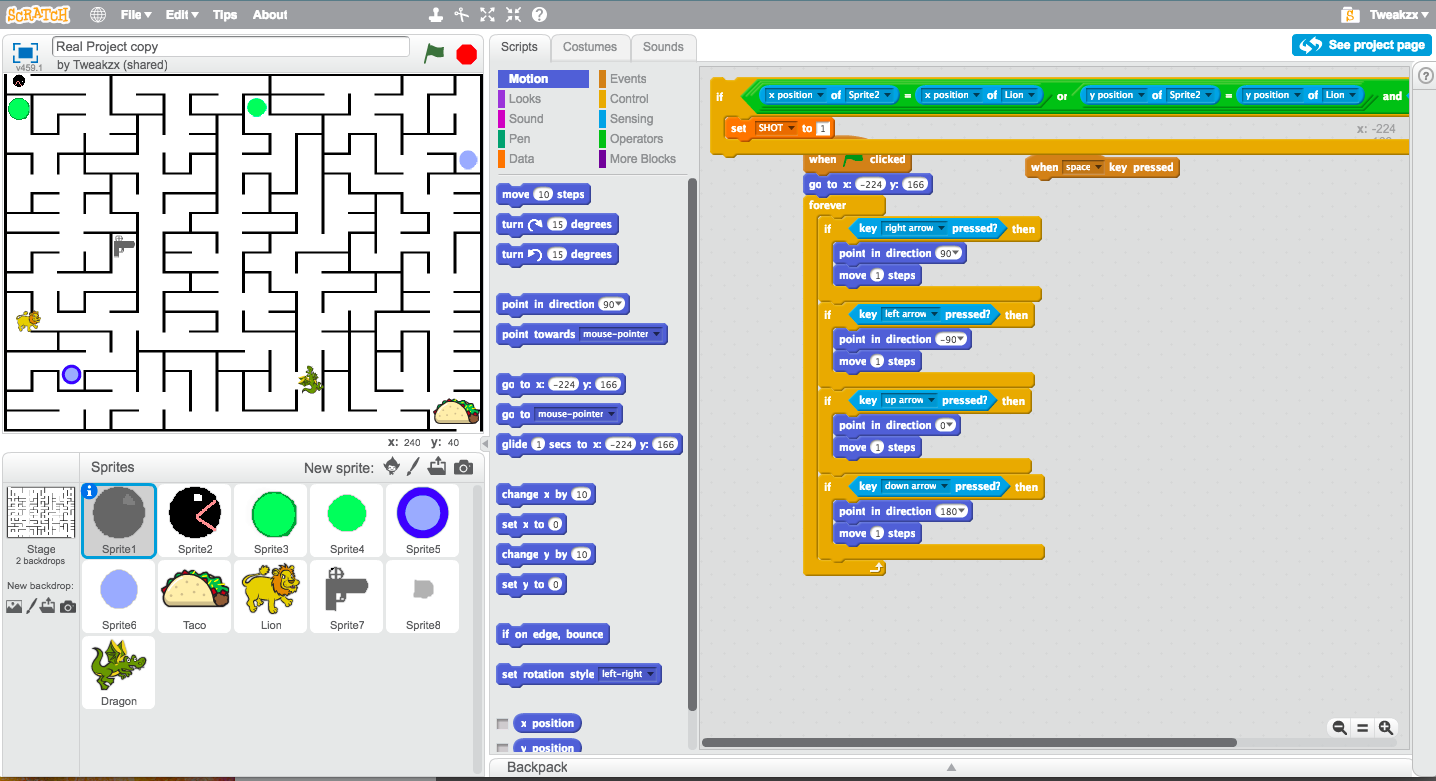 SCRATCH File Edit Tips About Tweakzx
Real Project copy
v459.1 by Tweakzx (shared)
x: 240 y: 40
Sprites New sprite:
Stage
2 backdrops
New backdrop:
Sprite1 Sprite2 Sprite3 Sprite4 Sprite5
Sprite6 Taco Lion Sprite7 Sprite8
Dragon
Scripts Costumes Sounds
See project page
Motion Events
Looks Control
Sound Sensing
Pen Operators
Data More Blocks
move 10 steps
turn 15 degrees
turn 15 degrees
point in direction 90
point towards mouse-pointer
go to x: -224 y: 166
go to mouse-pointer
glide 1 secs to x: -224 y: 166
change x by 10
set x to 0
change y by 10
set y to 0
if on edge, bounce
set rotation style left-right
x position
y position
if x position of Sprite2 = x position of Lion or y position of Sprite2 = y position of Lion and
set SHOT to 1
x: -224
when clicked
when space key pressed
go to x: -224 y: 166
forever
if key right arrow pressed? then
point in direction 90
move 1 steps
if key left arrow pressed? then
point in direction -90
move 1 steps
if key up arrow pressed? then
point in direction 0
move 1 steps
if key down arrow pressed? then
point in direction 180
move 1 steps
Backpack